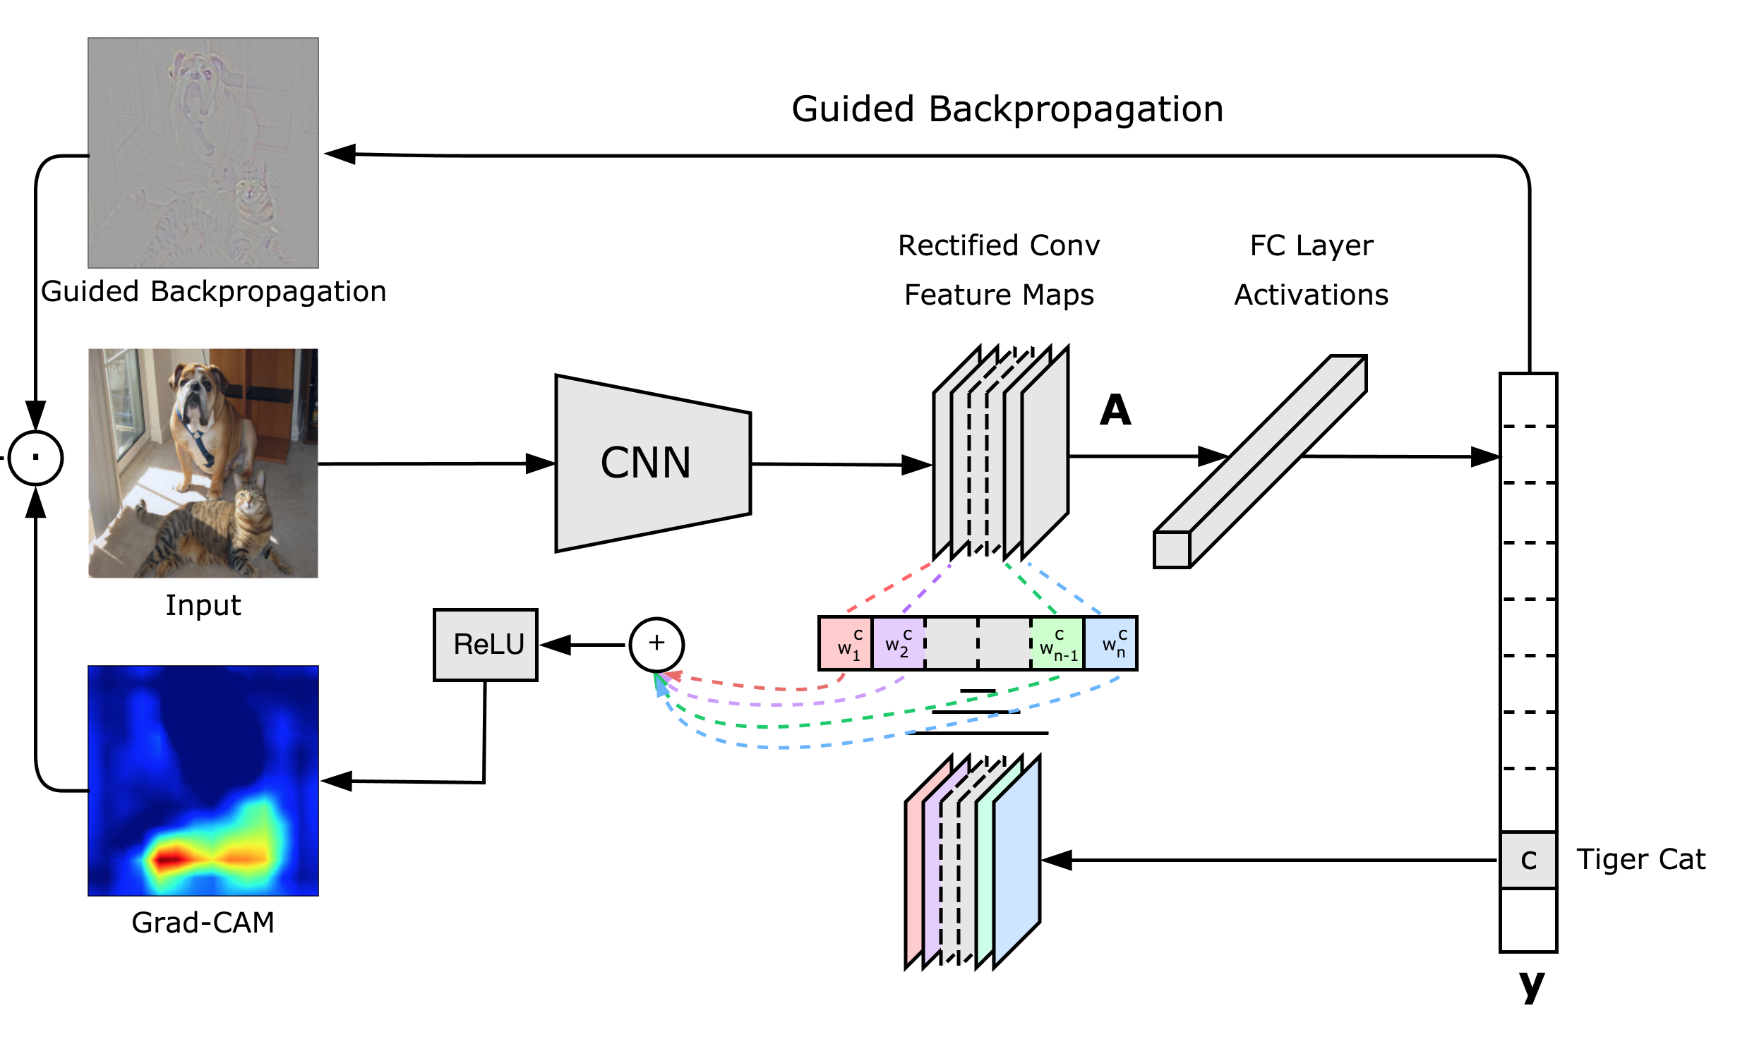 Guided Backpropagation
Guided Backpropagation
Rectified Conv
Feature Maps
FC Layer
Activations
A
CNN
Input
ReLU
+
w₁ᶜ
w₂ᶜ
wₙ₋₁ᶜ
wₙᶜ
c
Tiger Cat
Grad-CAM
y